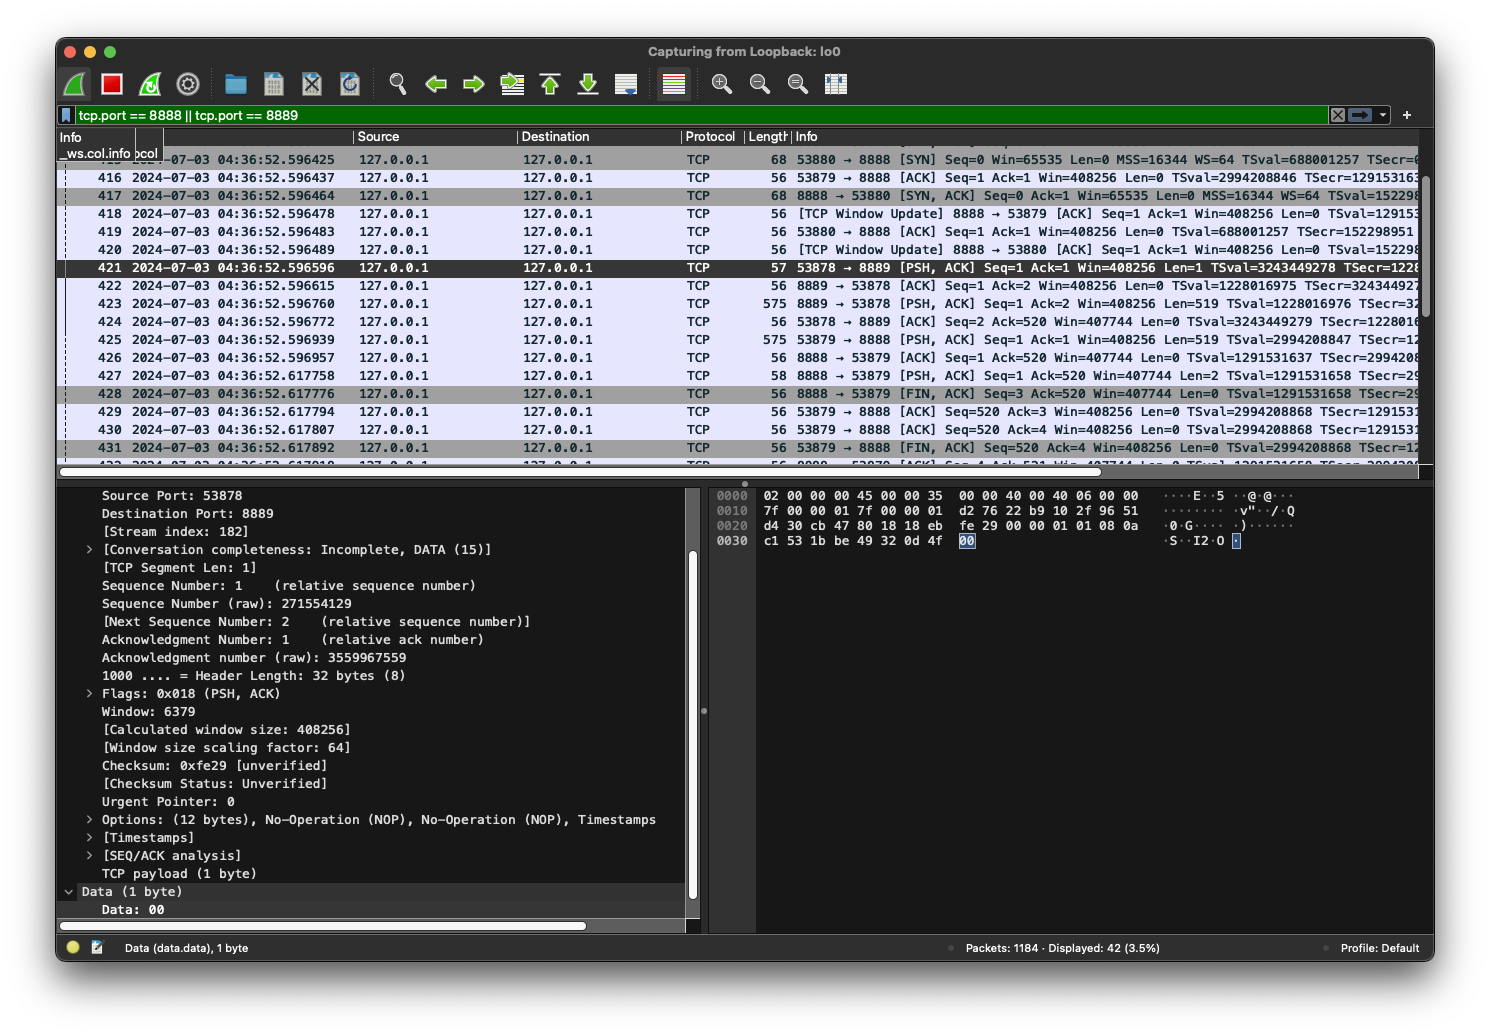 Capturing from Loopback: lo0
tcp.port == 8888 || tcp.port == 8889
Info Source Destination Protocol Length Info
_ws.col.info ocol
2024-07-03 04:36:52.596425 127.0.0.1 127.0.0.1 TCP 68 53880 → 8888 [SYN] Seq=0 Win=65535 Len=0 MSS=16344 WS=64 TSval=688001257 TSecr=0
416 2024-07-03 04:36:52.596437 127.0.0.1 127.0.0.1 TCP 56 53879 → 8888 [ACK] Seq=1 Ack=1 Win=408256 Len=0 TSval=2994208846 TSecr=129153163
417 2024-07-03 04:36:52.596464 127.0.0.1 127.0.0.1 TCP 68 8888 → 53880 [SYN, ACK] Seq=0 Ack=1 Win=65535 Len=0 MSS=16344 WS=64 TSval=152298
418 2024-07-03 04:36:52.596478 127.0.0.1 127.0.0.1 TCP 56 [TCP Window Update] 8888 → 53879 [ACK] Seq=1 Ack=1 Win=408256 Len=0 TSval=129153
419 2024-07-03 04:36:52.596483 127.0.0.1 127.0.0.1 TCP 56 53880 → 8888 [ACK] Seq=1 Ack=1 Win=408256 Len=0 TSval=688001257 TSecr=152298951
420 2024-07-03 04:36:52.596489 127.0.0.1 127.0.0.1 TCP 56 [TCP Window Update] 8888 → 53880 [ACK] Seq=1 Ack=1 Win=408256 Len=0 TSval=152298
421 2024-07-03 04:36:52.596596 127.0.0.1 127.0.0.1 TCP 57 53878 → 8889 [PSH, ACK] Seq=1 Ack=1 Win=408256 Len=1 TSval=3243449278 TSecr=1228
422 2024-07-03 04:36:52.596615 127.0.0.1 127.0.0.1 TCP 56 8889 → 53878 [ACK] Seq=1 Ack=2 Win=408256 Len=0 TSval=1228016975 TSecr=324344927
423 2024-07-03 04:36:52.596760 127.0.0.1 127.0.0.1 TCP 575 8889 → 53878 [PSH, ACK] Seq=1 Ack=2 Win=408256 Len=519 TSval=1228016976 TSecr=32
424 2024-07-03 04:36:52.596772 127.0.0.1 127.0.0.1 TCP 56 53878 → 8889 [ACK] Seq=2 Ack=520 Win=407744 Len=0 TSval=3243449279 TSecr=1228016
425 2024-07-03 04:36:52.596939 127.0.0.1 127.0.0.1 TCP 575 53879 → 8888 [PSH, ACK] Seq=1 Ack=1 Win=408256 Len=519 TSval=2994208847 TSecr=12
426 2024-07-03 04:36:52.596957 127.0.0.1 127.0.0.1 TCP 56 8888 → 53879 [ACK] Seq=1 Ack=520 Win=407744 Len=0 TSval=1291531637 TSecr=2994208
427 2024-07-03 04:36:52.617758 127.0.0.1 127.0.0.1 TCP 58 8888 → 53879 [PSH, ACK] Seq=1 Ack=520 Win=407744 Len=2 TSval=1291531658 TSecr=29
428 2024-07-03 04:36:52.617776 127.0.0.1 127.0.0.1 TCP 56 8888 → 53879 [FIN, ACK] Seq=3 Ack=520 Win=407744 Len=0 TSval=1291531658 TSecr=29
429 2024-07-03 04:36:52.617794 127.0.0.1 127.0.0.1 TCP 56 53879 → 8888 [ACK] Seq=520 Ack=3 Win=408256 Len=0 TSval=2994208868 TSecr=1291531
430 2024-07-03 04:36:52.617807 127.0.0.1 127.0.0.1 TCP 56 53879 → 8888 [ACK] Seq=520 Ack=4 Win=408256 Len=0 TSval=2994208868 TSecr=1291531
431 2024-07-03 04:36:52.617892 127.0.0.1 127.0.0.1 TCP 56 53879 → 8888 [FIN, ACK] Seq=520 Ack=4 Win=408256 Len=0 TSval=2994208868 TSecr=12
Source Port: 53878
Destination Port: 8889
[Stream index: 182]
[Conversation completeness: Incomplete, DATA (15)]
[TCP Segment Len: 1]
Sequence Number: 1 (relative sequence number)
Sequence Number (raw): 271554129
[Next Sequence Number: 2 (relative sequence number)]
Acknowledgment Number: 1 (relative ack number)
Acknowledgment number (raw): 3559967559
1000 .... = Header Length: 32 bytes (8)
Flags: 0x018 (PSH, ACK)
Window: 6379
[Calculated window size: 408256]
[Window size scaling factor: 64]
Checksum: 0xfe29 [unverified]
[Checksum Status: Unverified]
Urgent Pointer: 0
Options: (12 bytes), No-Operation (NOP), No-Operation (NOP), Timestamps
[Timestamps]
[SEQ/ACK analysis]
TCP payload (1 byte)
Data (1 byte)
Data: 00
0000 02 00 00 00 45 00 00 35 00 00 40 00 40 06 00 00 ····E··5 ··@·@···
0010 7f 00 00 01 7f 00 00 01 d2 76 22 b9 10 2f 96 51 ········ ·v"··/·Q
0020 d4 30 cb 47 80 18 18 eb fe 29 00 00 01 01 08 0a ·0·G···· ·)······
0030 c1 53 1b be 49 32 0d 4f 00 ·S··I2·O ·
Data (data.data), 1 byte
Packets: 1184 · Displayed: 42 (3.5%)
Profile: Default